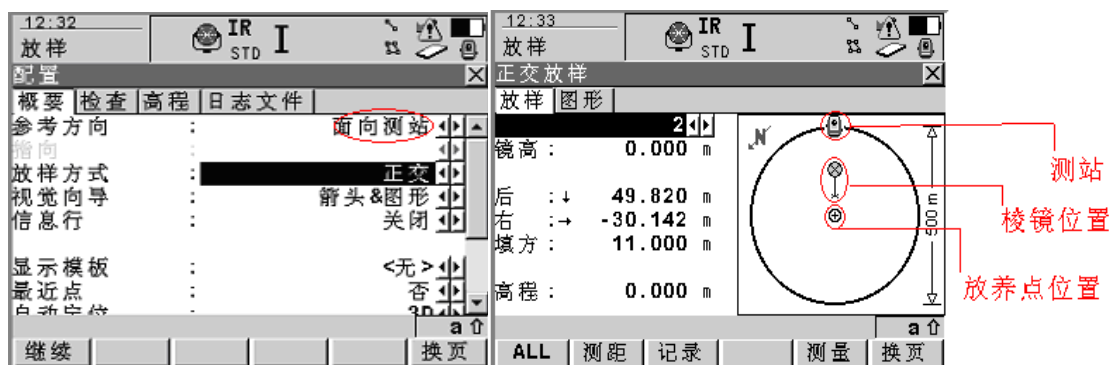 12:32
放样
IR
STD
I
配置
概要 检查 高程 日志文件
参考方向 : 面向测站
指向 :
放样方式 : 正交
视觉向导 : 箭头&图形
信息行 : 关闭
显示模板 : <无>
最近点 : 否
自动定位 : 3D
a
继续 换页
12:33
放样
IR
STD
I
正交放样
放样 图形
2
镜高 : 0.000 m
后 :↓ 49.820 m
右 :→ -30.142 m
填方 : 11.000 m
高程 : 0.000 m
N
500 m
a
ALL 测距 记录 测量 换页
测站
棱镜位置
放养点位置